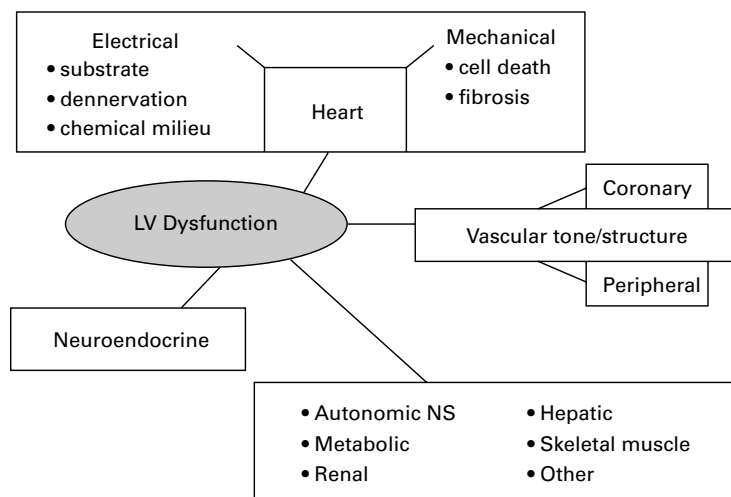 Electrical
• substrate
• dennervation
• chemical milieu
Mechanical
• cell death
• fibrosis
Heart
LV Dysfunction
Coronary
Vascular tone/structure
Peripheral
Neuroendocrine
• Autonomic NS
• Metabolic
• Renal
• Hepatic
• Skeletal muscle
• Other